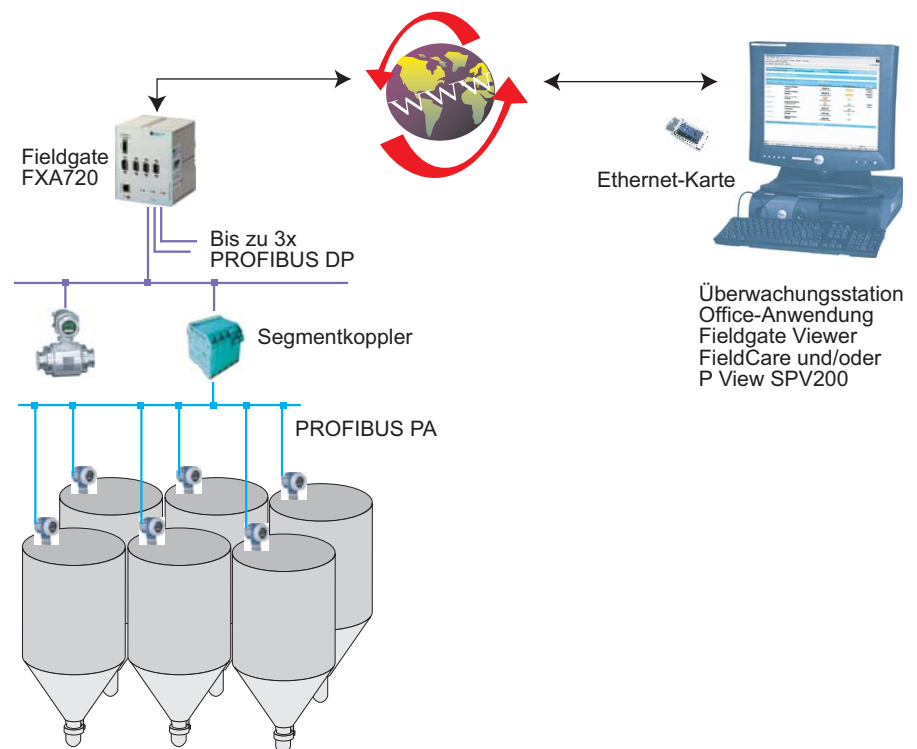 WWW
Fieldgate
FXA720
Ethernet-Karte
Bis zu 3x
PROFIBUS DP
Segmentkoppler
Überwachungsstation
Office-Anwendung
Fieldgate Viewer
FieldCare und/oder
P View SPV200
PROFIBUS PA